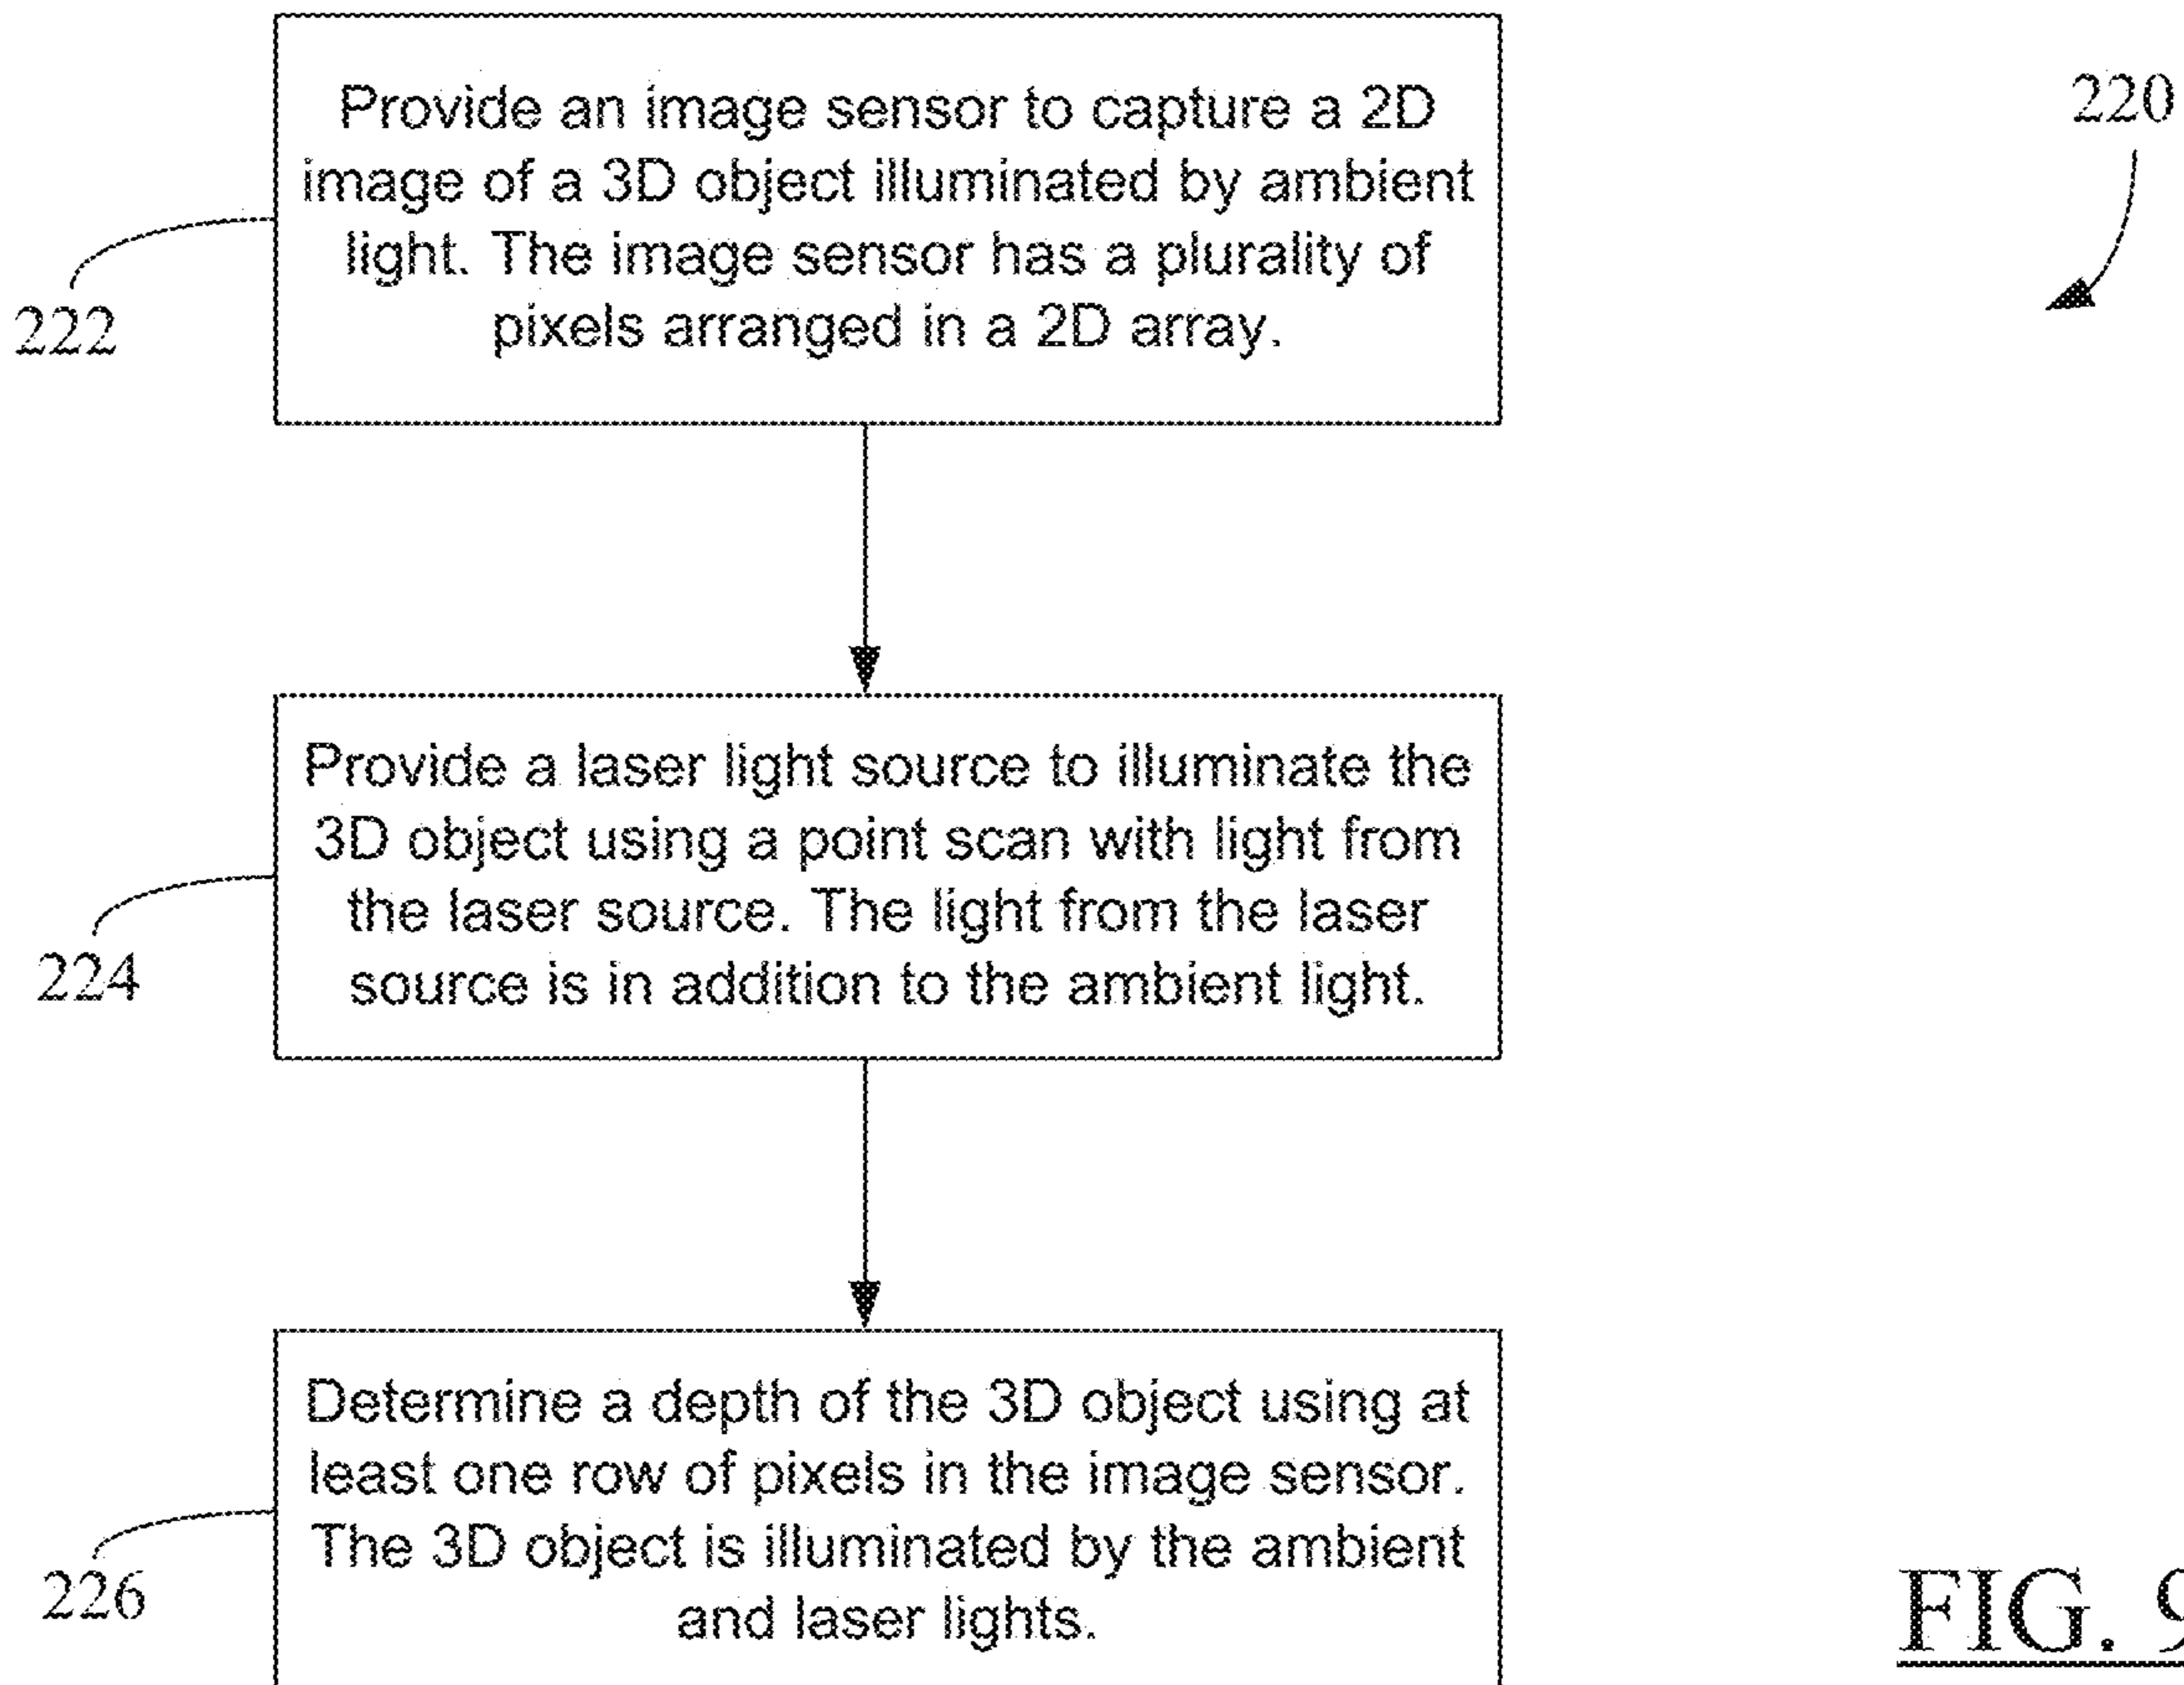 220
Provide an image sensor to capture a 2D
image of a 3D object illuminated by ambient
light. The image sensor has a plurality of
pixels arranged in a 2D array.
222
Provide a laser light source to illuminate the
3D object using a point scan with light from
the laser source. The light from the laser
source is in addition to the ambient light.
224
Determine a depth of the 3D object using at
least one row of pixels in the image sensor.
The 3D object is illuminated by the ambient
and laser lights.
226
FIG. 9